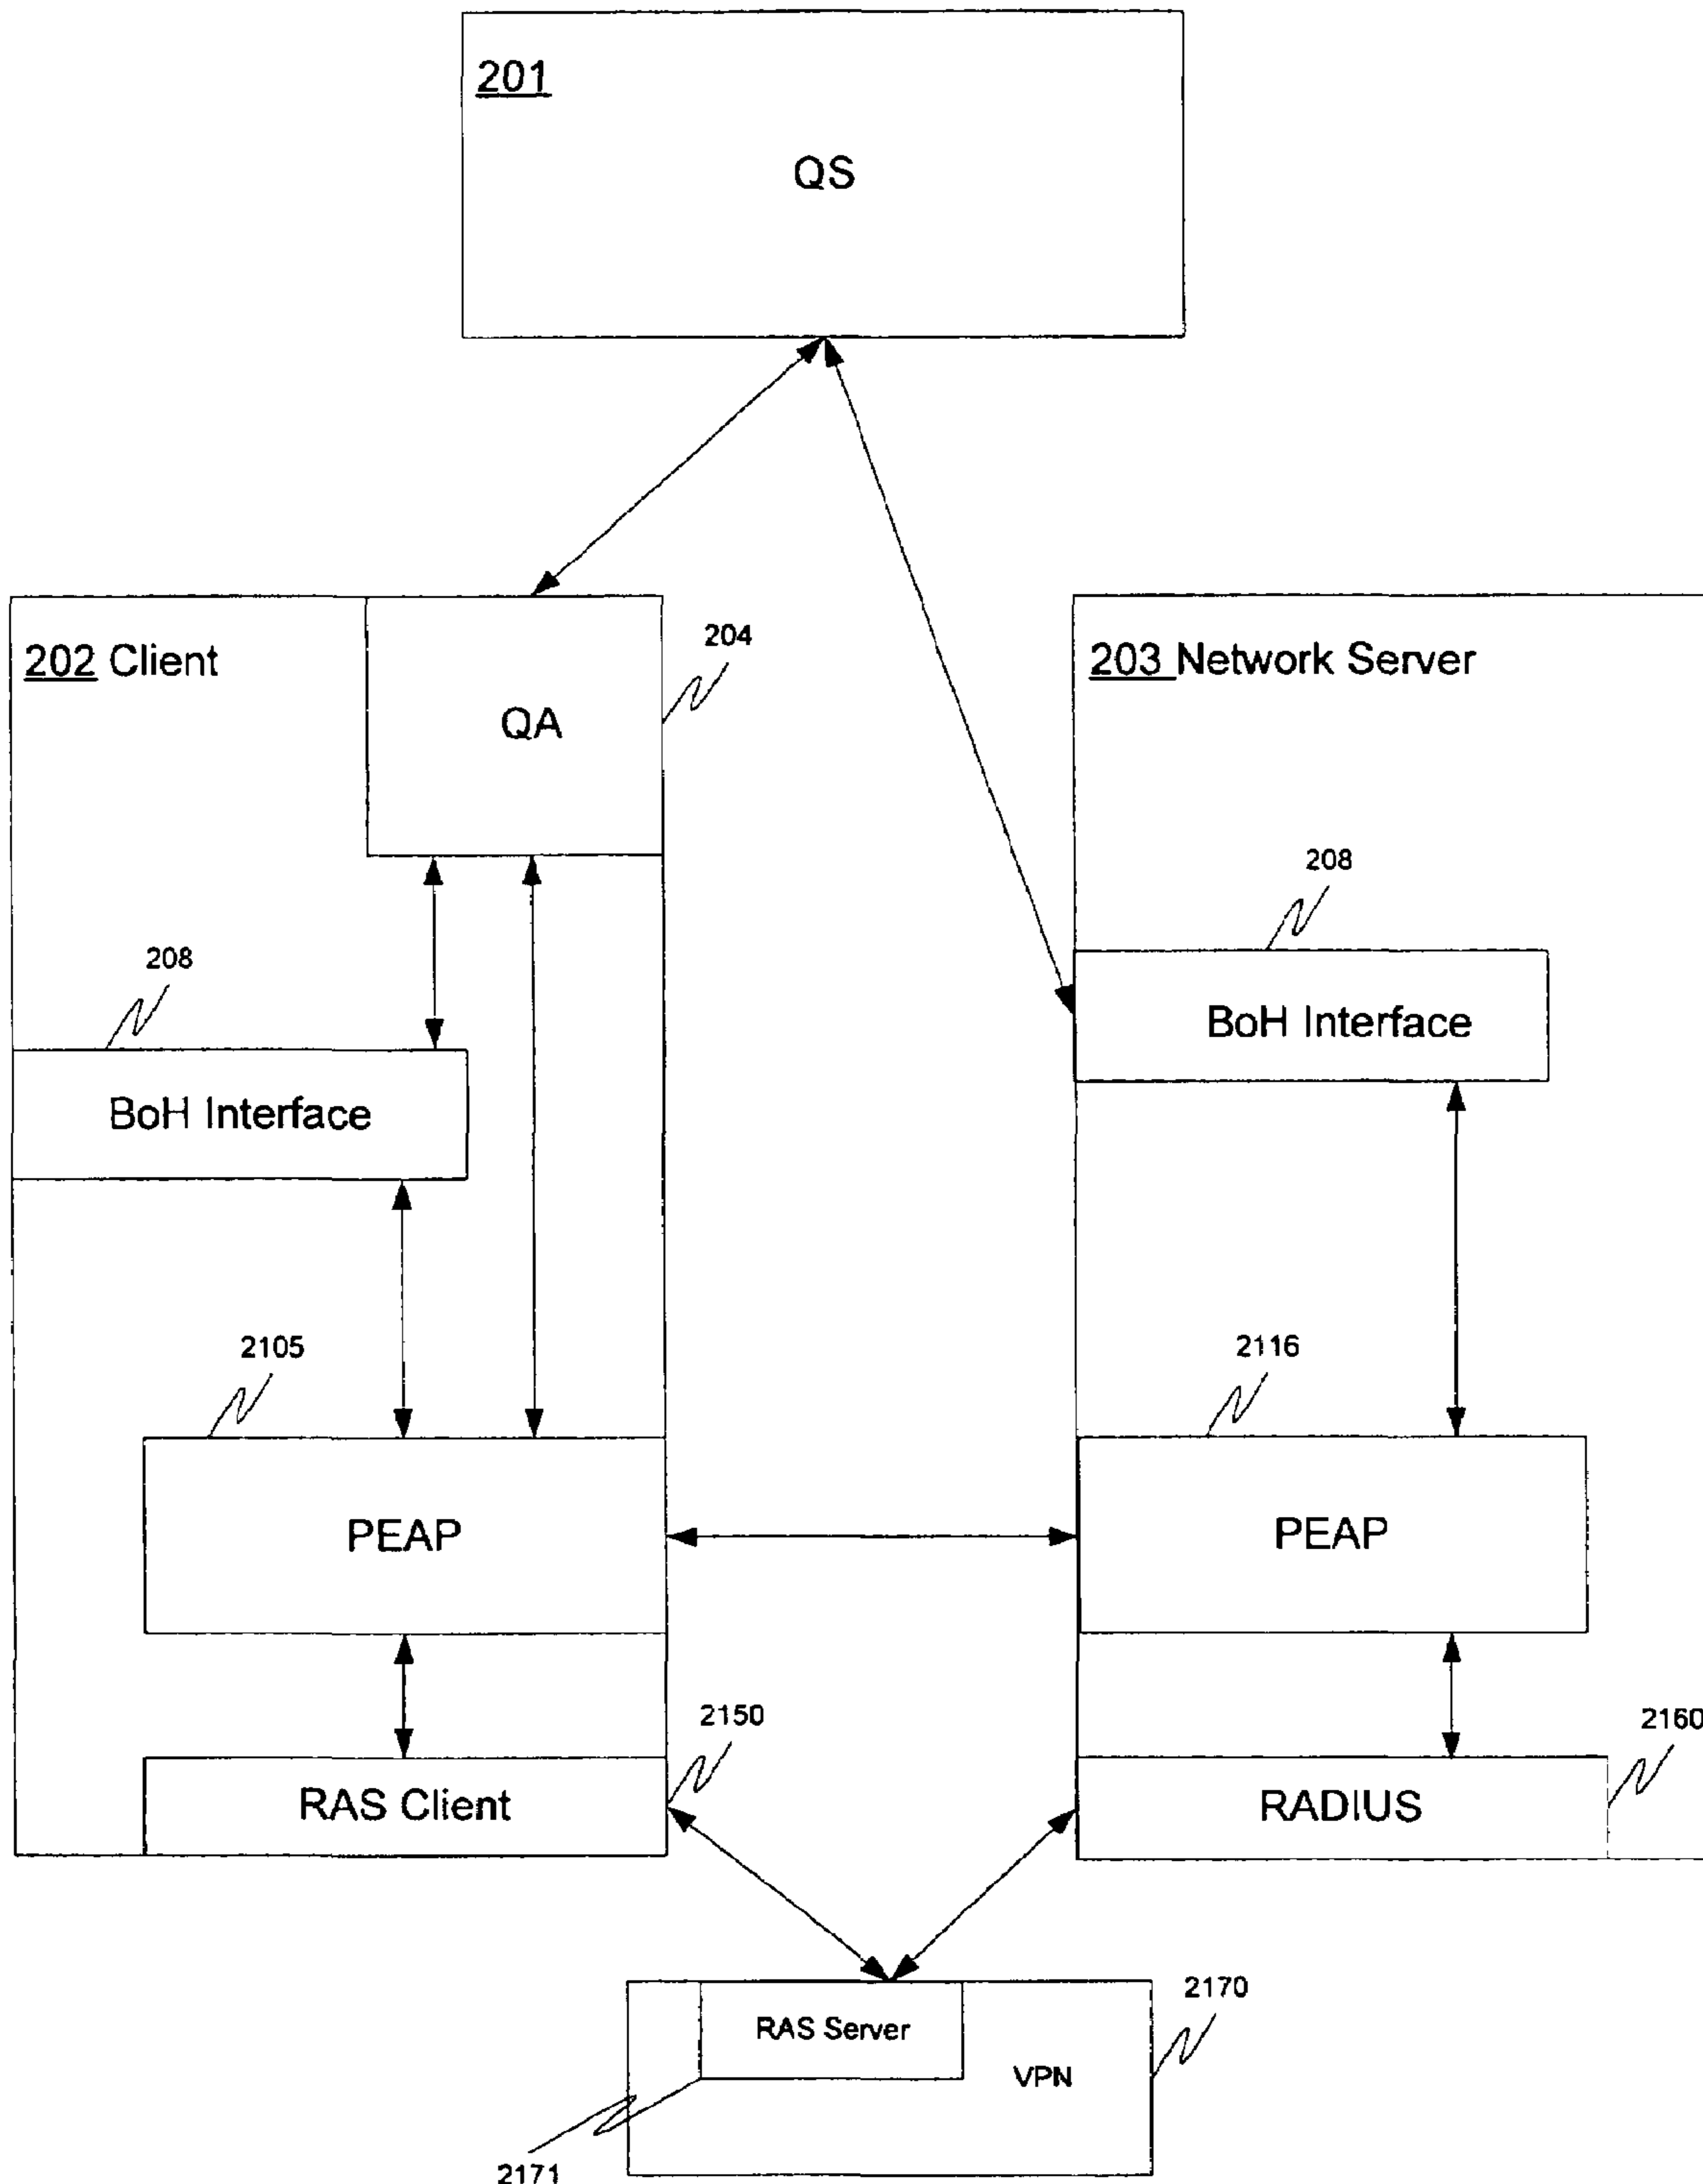 201
QS
202 Client
204
203 Network Server
QA
208
208
BoH Interface
BoH Interface
2105
2116
PEAP
PEAP
2150
2160
RAS Client
RADIUS
2170
RAS Server
VPN
2171